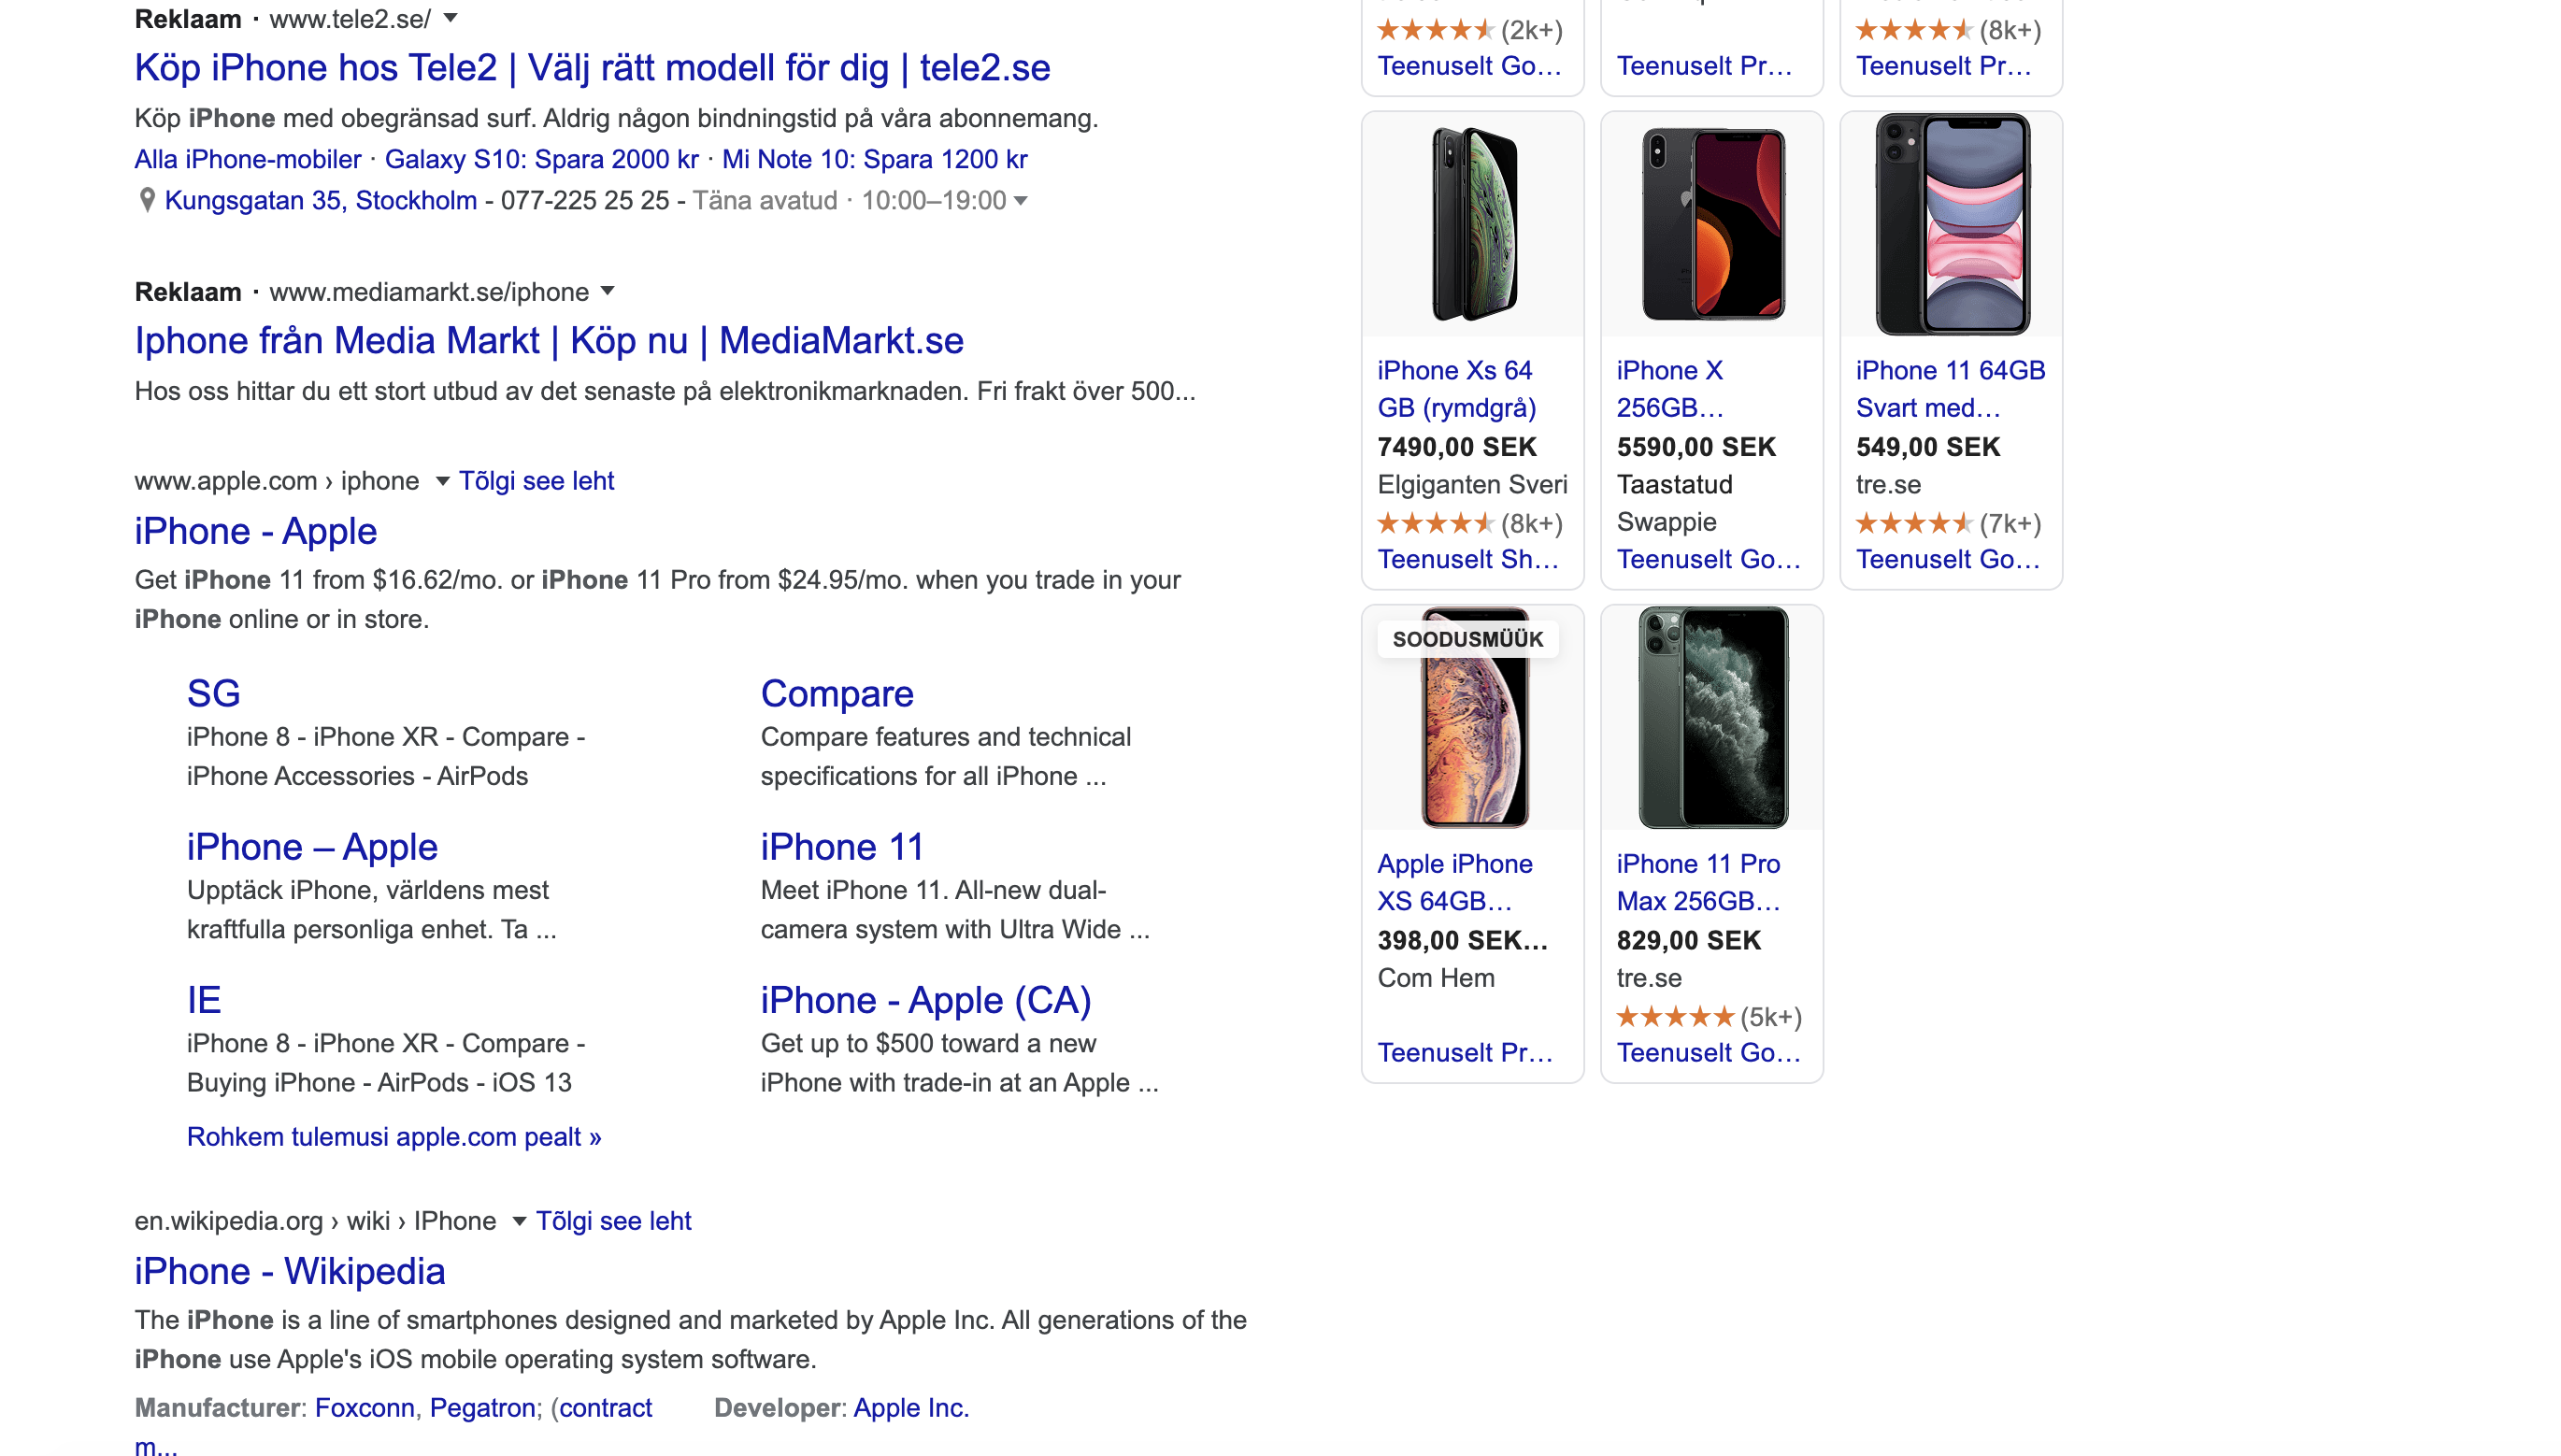 Reklaam · www.tele2.se/
Köp iPhone hos Tele2 | Välj rätt modell för dig | tele2.se
Köp iPhone med obegränsad surf. Aldrig någon bindningstid på våra abonnemang.
Alla iPhone-mobiler · Galaxy S10: Spara 2000 kr · Mi Note 10: Spara 1200 kr
Kungsgatan 35, Stockholm - 077-225 25 25 - Täna avatud · 10:00–19:00
Reklaam · www.mediamarkt.se/iphone
Iphone från Media Markt | Köp nu | MediaMarkt.se
Hos oss hittar du ett stort utbud av det senaste på elektronikmarknaden. Fri frakt över 500...
www.apple.com › iphone Tõlgi see leht
iPhone - Apple
Get iPhone 11 from $16.62/mo. or iPhone 11 Pro from $24.95/mo. when you trade in your
iPhone online or in store.
SG
iPhone 8 - iPhone XR - Compare -
iPhone Accessories - AirPods
Compare
Compare features and technical
specifications for all iPhone ...
iPhone – Apple
Upptäck iPhone, världens mest
kraftfulla personliga enhet. Ta ...
iPhone 11
Meet iPhone 11. All-new dual-
camera system with Ultra Wide ...
IE
iPhone 8 - iPhone XR - Compare -
Buying iPhone - AirPods - iOS 13
iPhone - Apple (CA)
Get up to $500 toward a new
iPhone with trade-in at an Apple ...
Rohkem tulemusi apple.com pealt »
en.wikipedia.org › wiki › IPhone Tõlgi see leht
iPhone - Wikipedia
The iPhone is a line of smartphones designed and marketed by Apple Inc. All generations of the
iPhone use Apple's iOS mobile operating system software.
Manufacturer: Foxconn, Pegatron; (contract
m...
Developer: Apple Inc.
(2k+)
Teenuselt Go...
Teenuselt Pr...
(8k+)
Teenuselt Pr...
iPhone Xs 64
GB (rymdgrå)
7490,00 SEK
Elgiganten Sveri
(8k+)
Teenuselt Sh...
iPhone X
256GB...
5590,00 SEK
Taastatud
Swappie
Teenuselt Go...
iPhone 11 64GB
Svart med...
549,00 SEK
tre.se
(7k+)
Teenuselt Go...
SOODUSMÜÜK
Apple iPhone
XS 64GB...
398,00 SEK...
Com Hem
Teenuselt Pr...
iPhone 11 Pro
Max 256GB...
829,00 SEK
tre.se
(5k+)
Teenuselt Go...